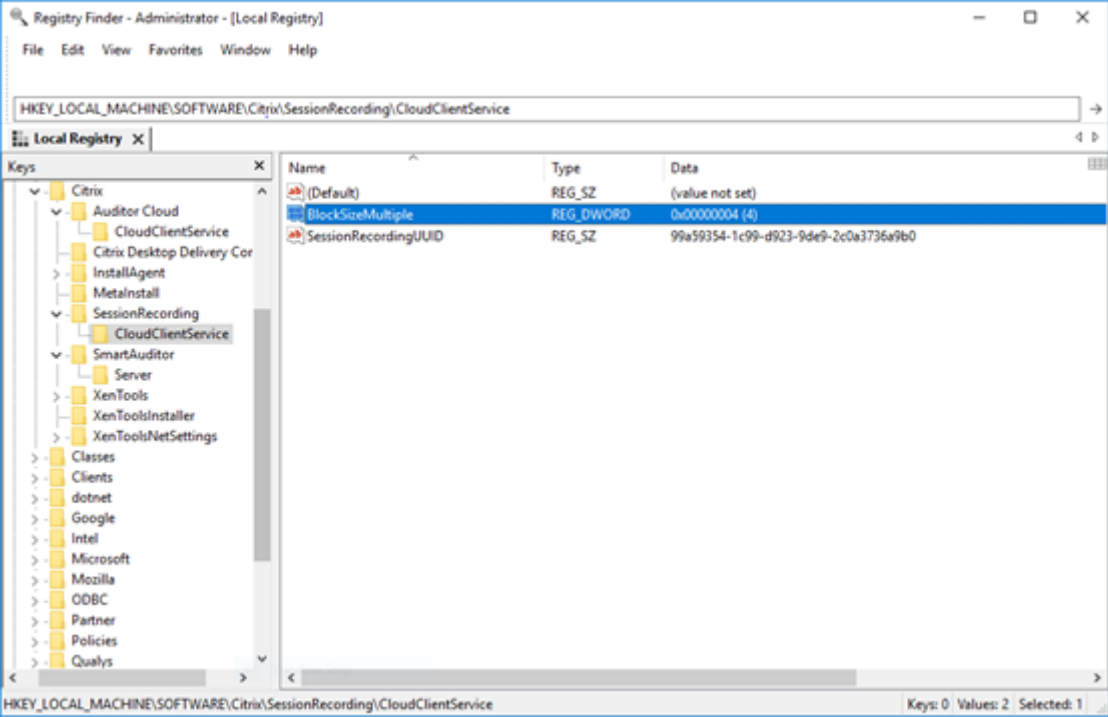 Registry Finder - Administrator - [Local Registry]
File Edit View Favorites Window Help
HKEY_LOCAL_MACHINE\SOFTWARE\Citrix\SessionRecording\CloudClientService
Local Registry
Keys
Name Type Data
Citrix
Auditor Cloud
CloudClientService
Citrix Desktop Delivery Cor
InstallAgent
MetaInstall
SessionRecording
CloudClientService
SmartAuditor
Server
XenTools
XenToolsInstaller
XenToolsNetSettings
Classes
Clients
dotnet
Google
Intel
Microsoft
Mozilla
ODBC
Partner
Policies
Qualys
(Default) REG_SZ (value not set)
BlockSizeMultiple REG_DWORD 0x00000004 (4)
SessionRecordingUUID REG_SZ 99a59354-1c99-d923-9de9-2c0a3736a9b0
HKEY_LOCAL_MACHINE\SOFTWARE\Citrix\SessionRecording\CloudClientService
Keys: 0 Values: 2 Selected: 1